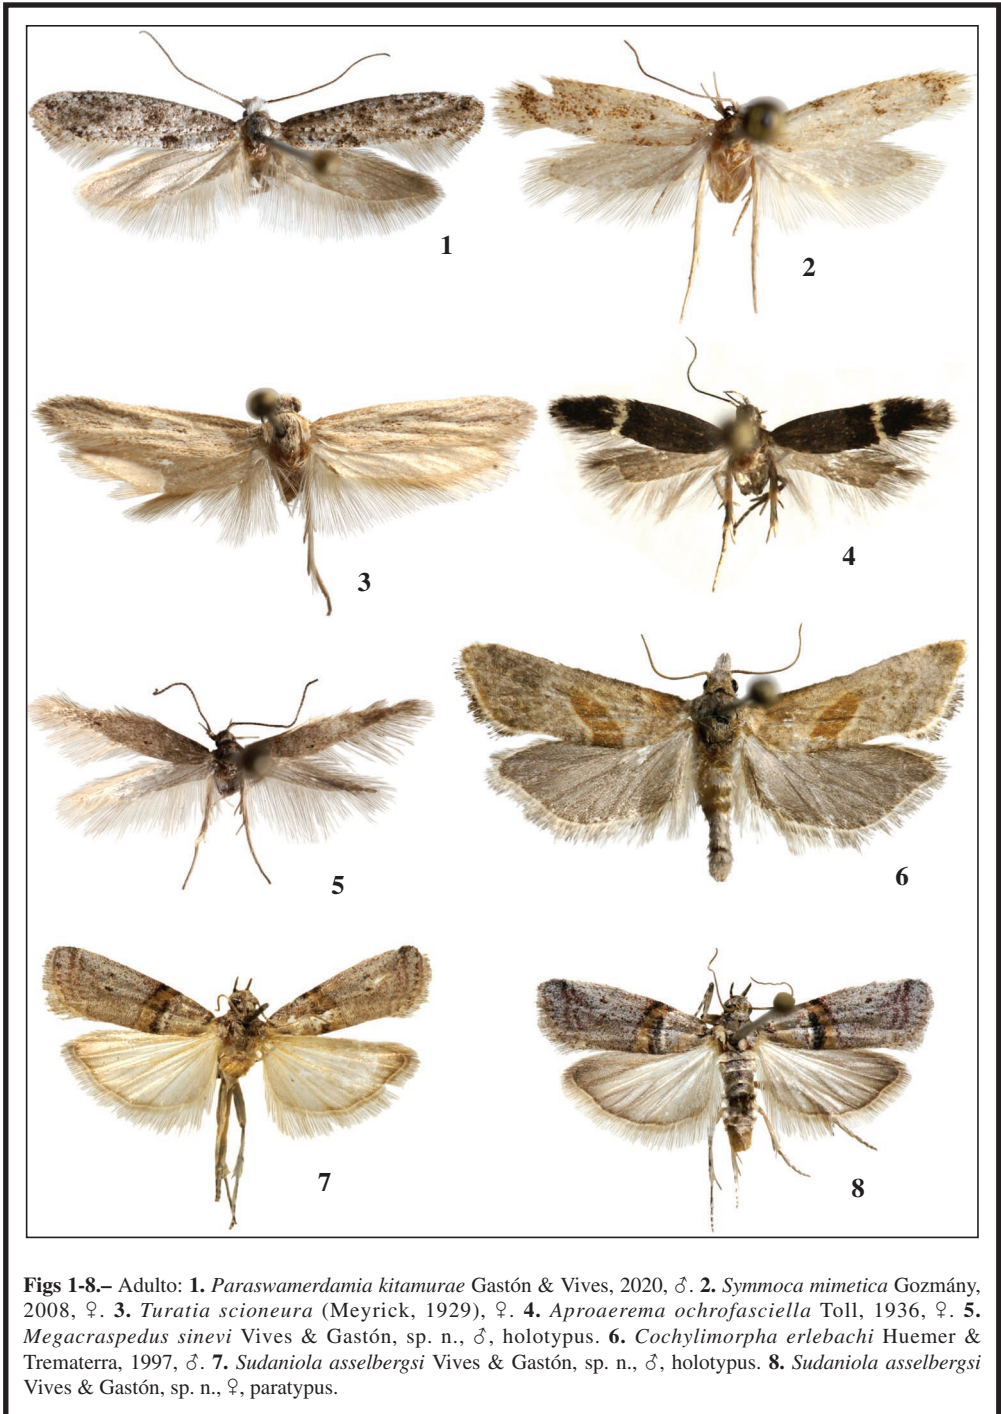 1
2
3
4
5
6
7
8
Figs 1-8.– Adulto: 1. Paraswamerdamia kitamurae Gastón & Vives, 2020, ♂. 2. Symmoca mimetica Gozmány,
2008, ♀. 3. Turatia scioneura (Meyrick, 1929), ♀. 4. Aproaerema ochrofasciella Toll, 1936, ♀. 5.
Megacraspedus sinevi Vives & Gastón, sp. n., ♂, holotypus. 6. Cochylimorpha erlebachi Huemer &
Trematerra, 1997, ♂. 7. Sudaniola asselbergsi Vives & Gastón, sp. n., ♂, holotypus. 8. Sudaniola asselbergsi
Vives & Gastón, sp. n., ♀, paratypus.